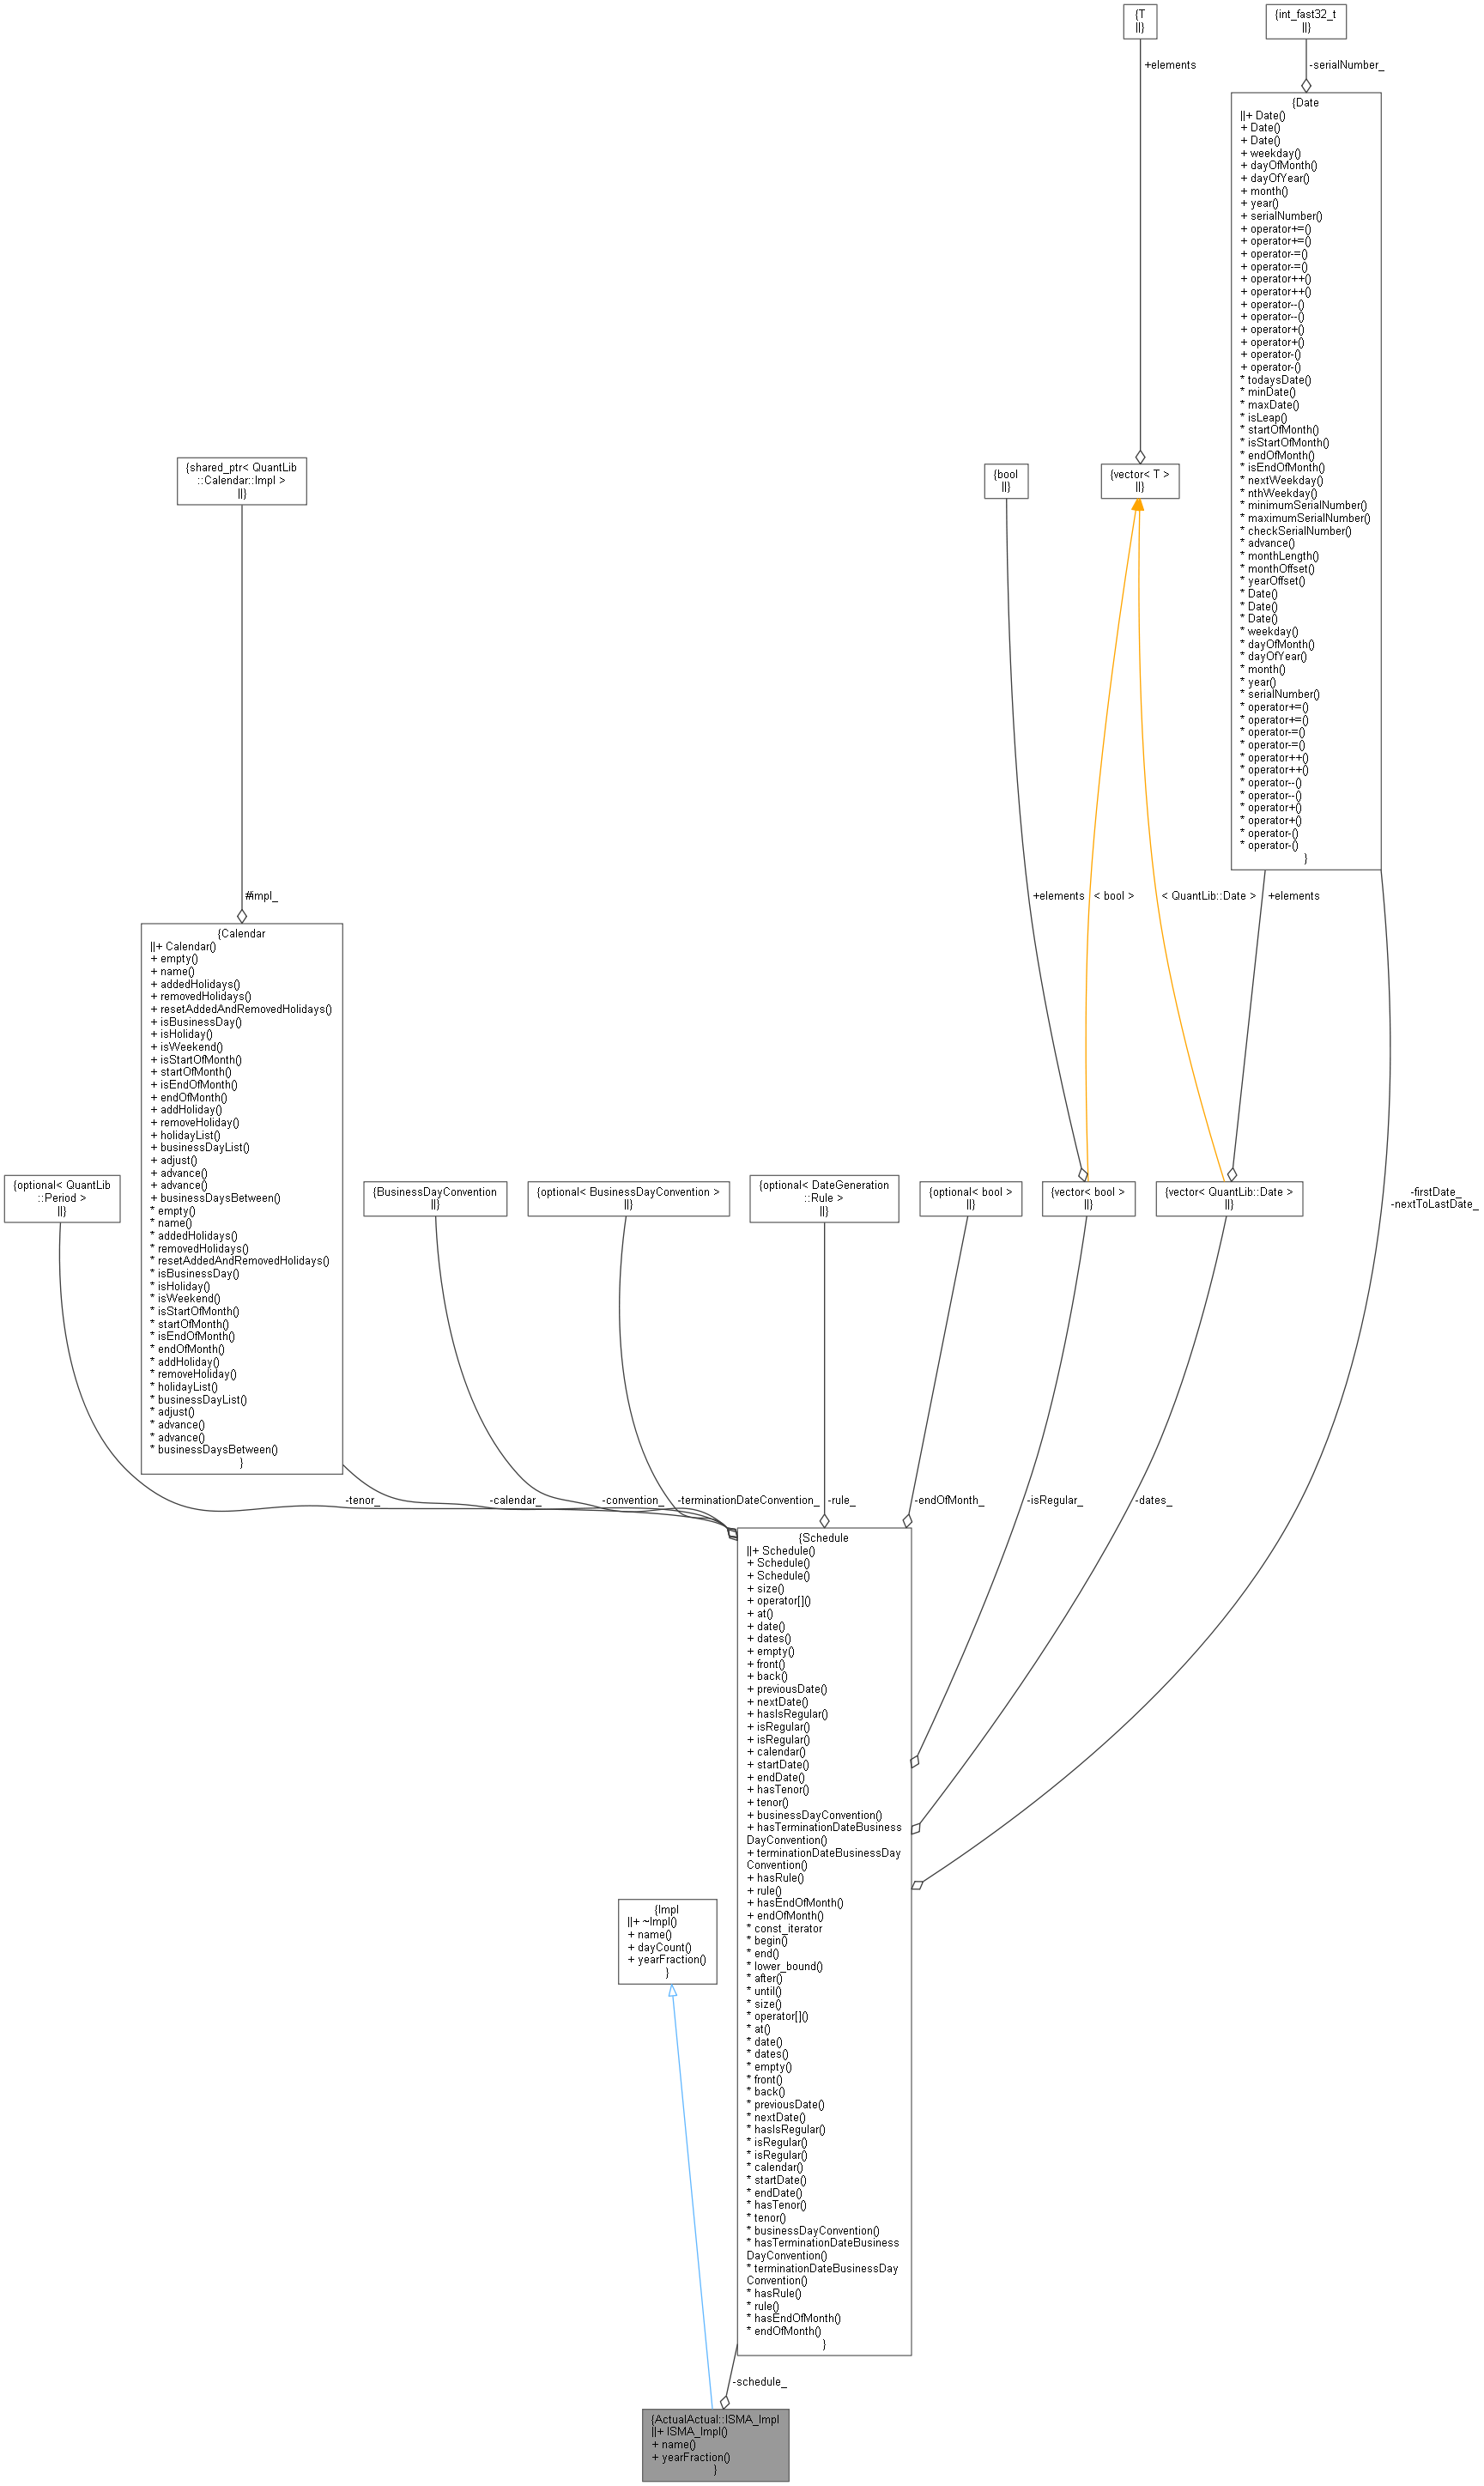 {T
||}
{int_fast32_t
||}
+elements
-serialNumber_
{Date
||+ Date()
+ Date()
+ Date()
+ weekday()
+ dayOfMonth()
+ dayOfYear()
+ month()
+ year()
+ serialNumber()
+ operator+=()
+ operator+=()
+ operator-=()
+ operator-=()
+ operator++()
+ operator++()
+ operator--()
+ operator--()
+ operator+()
+ operator+()
+ operator-()
+ operator-()
* todaysDate()
* minDate()
* maxDate()
* isLeap()
* startOfMonth()
* isStartOfMonth()
* endOfMonth()
* isEndOfMonth()
* nextWeekday()
* nthWeekday()
* minimumSerialNumber()
* maximumSerialNumber()
* checkSerialNumber()
* advance()
* monthLength()
* monthOffset()
* yearOffset()
* Date()
* Date()
* Date()
* weekday()
* dayOfMonth()
* dayOfYear()
* month()
* year()
* serialNumber()
* operator+=()
* operator+=()
* operator-=()
* operator-=()
* operator++()
* operator++()
* operator--()
* operator--()
* operator+()
* operator+()
* operator-()
* operator-()
}
{shared_ptr< QuantLib
::Calendar::Impl >
||}
{bool
||}
{vector< T >
||}
#impl_
+elements
< bool >
< QuantLib::Date >
+elements
{Calendar
||+ Calendar()
+ empty()
+ name()
+ addedHolidays()
+ removedHolidays()
+ resetAddedAndRemovedHolidays()
+ isBusinessDay()
+ isHoliday()
+ isWeekend()
+ isStartOfMonth()
+ startOfMonth()
+ isEndOfMonth()
+ endOfMonth()
+ addHoliday()
+ removeHoliday()
+ holidayList()
+ businessDayList()
+ adjust()
+ advance()
+ advance()
+ businessDaysBetween()
* empty()
* name()
* addedHolidays()
* removedHolidays()
* resetAddedAndRemovedHolidays()
* isBusinessDay()
* isHoliday()
* isWeekend()
* isStartOfMonth()
* startOfMonth()
* isEndOfMonth()
* endOfMonth()
* addHoliday()
* removeHoliday()
* holidayList()
* businessDayList()
* adjust()
* advance()
* advance()
* businessDaysBetween()
}
{optional< QuantLib
::Period >
||}
{BusinessDayConvention
||}
{optional< BusinessDayConvention >
||}
{optional< DateGeneration
::Rule >
||}
{optional< bool >
||}
{vector< bool >
||}
{vector< QuantLib::Date >
||}
-firstDate_
-nextToLastDate_
-tenor_
-calendar_
-convention_
-terminationDateConvention_
-rule_
-endOfMonth_
-isRegular_
-dates_
{Schedule
||+ Schedule()
+ Schedule()
+ Schedule()
+ size()
+ operator[]()
+ at()
+ date()
+ dates()
+ empty()
+ front()
+ back()
+ previousDate()
+ nextDate()
+ hasIsRegular()
+ isRegular()
+ isRegular()
+ calendar()
+ startDate()
+ endDate()
+ hasTenor()
+ tenor()
+ businessDayConvention()
+ hasTerminationDateBusiness
DayConvention()
+ terminationDateBusinessDay
Convention()
+ hasRule()
+ rule()
+ hasEndOfMonth()
+ endOfMonth()
* const_iterator
* begin()
* end()
* lower_bound()
* after()
* until()
* size()
* operator[]()
* at()
* date()
* dates()
* empty()
* front()
* back()
* previousDate()
* nextDate()
* hasIsRegular()
* isRegular()
* isRegular()
* calendar()
* startDate()
* endDate()
* hasTenor()
* tenor()
* businessDayConvention()
* hasTerminationDateBusiness
DayConvention()
* terminationDateBusinessDay
Convention()
* hasRule()
* rule()
* hasEndOfMonth()
* endOfMonth()
}
{Impl
||+ ~Impl()
+ name()
+ dayCount()
+ yearFraction()
}
-schedule_
{ActualActual::ISMA_Impl
||+ ISMA_Impl()
+ name()
+ yearFraction()
}